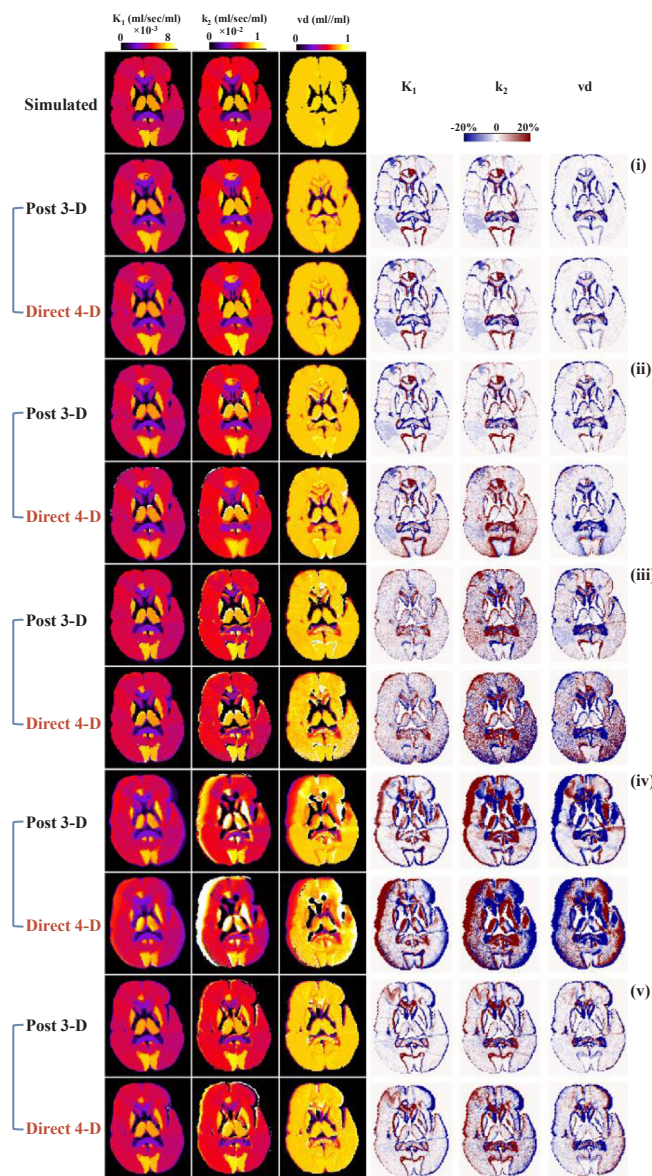 K₁ (ml/sec/ml) k₂ (ml/sec/ml) vd (ml//ml)
0 ×10⁻³ 8 0 ×10⁻² 1 0 1
Simulated
K₁ k₂ vd
-20% 0 20%
(i)
Post 3-D
Direct 4-D
(ii)
Post 3-D
Direct 4-D
(iii)
Post 3-D
Direct 4-D
(iv)
Post 3-D
Direct 4-D
(v)
Post 3-D
Direct 4-D